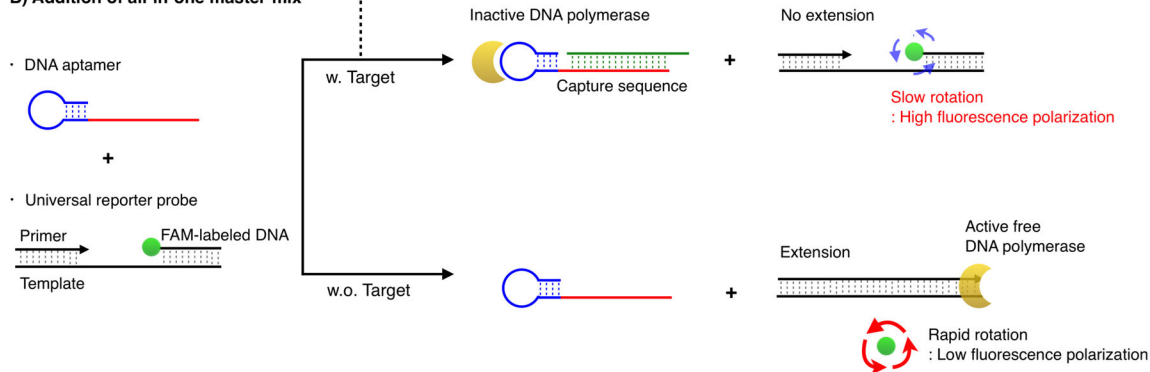 B) Addition of all-in-one master mix
· DNA aptamer
+
· Universal reporter probe
Primer
FAM-labeled DNA
Template
w. Target
Inactive DNA polymerase
Capture sequence
+
No extension
Slow rotation
: High fluorescence polarization
w.o. Target
+
Extension
Active free
DNA polymerase
Rapid rotation
: Low fluorescence polarization